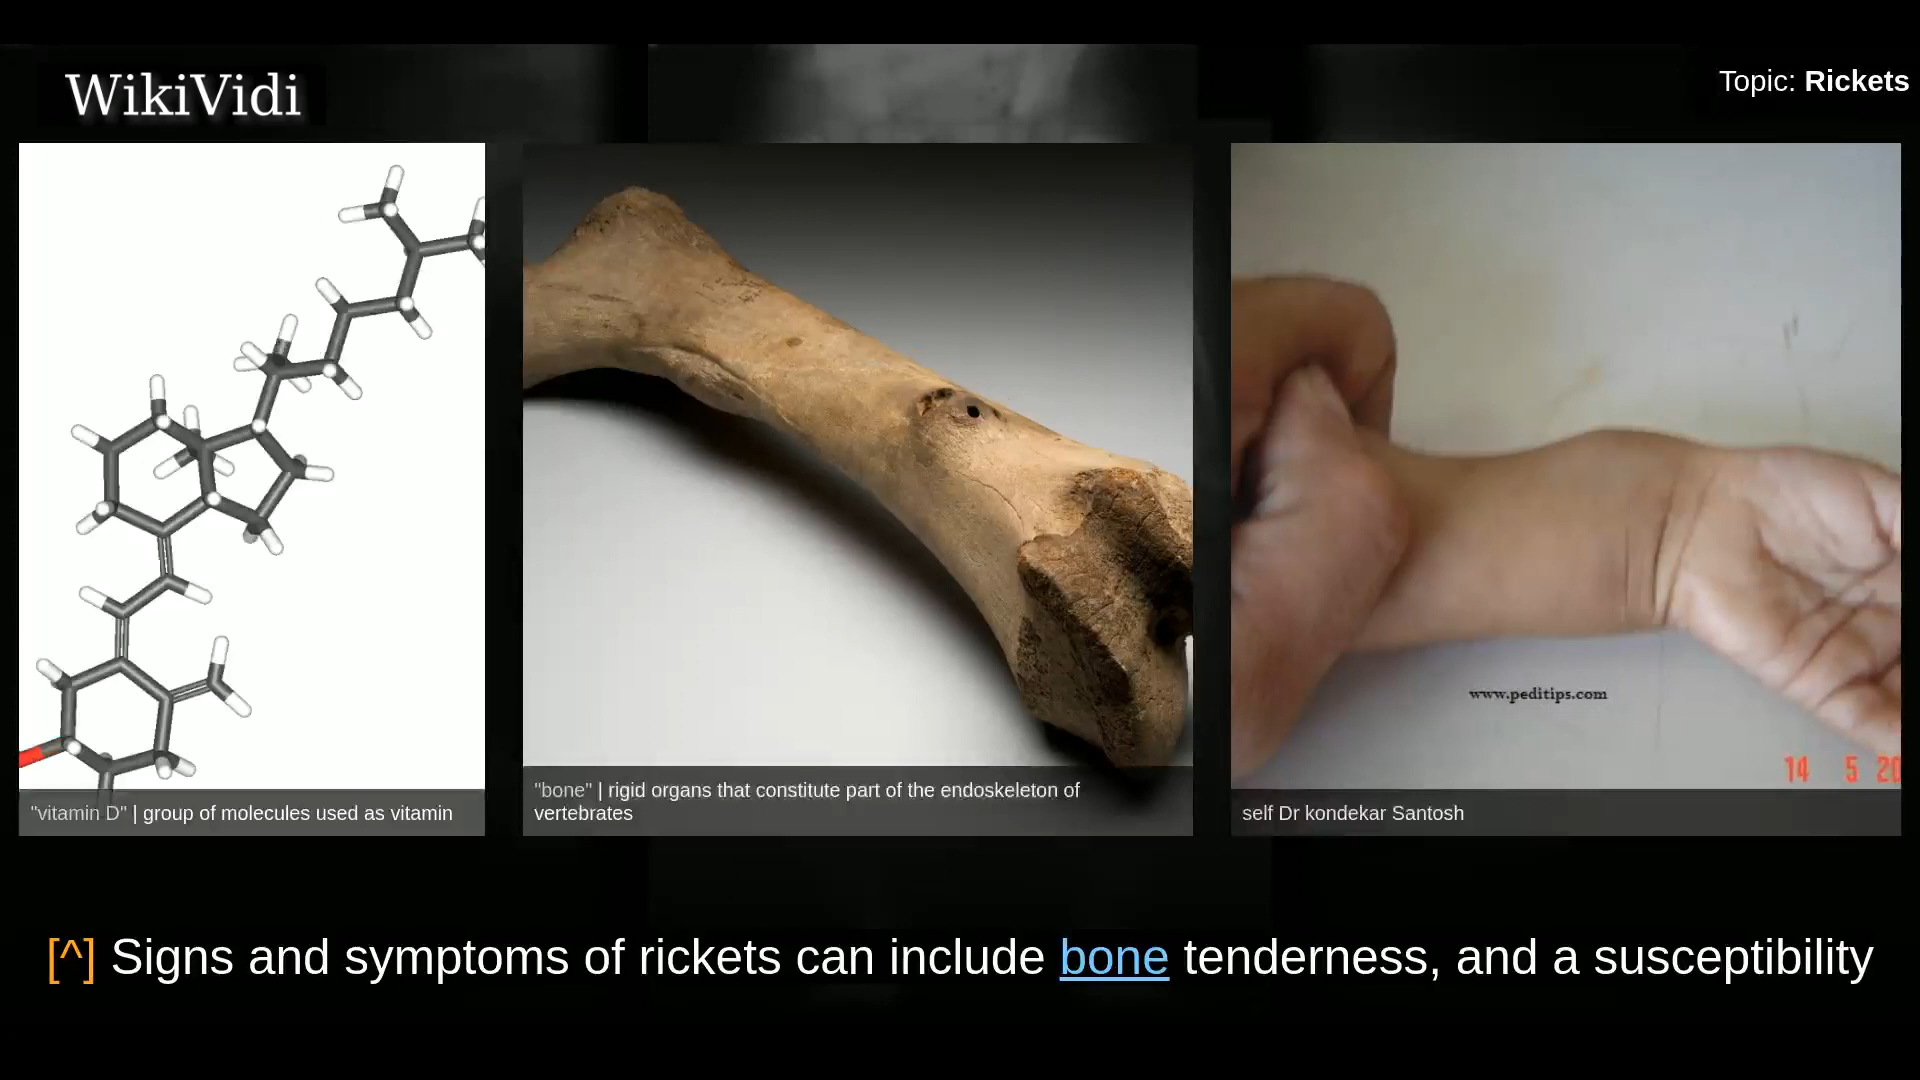 WikiVidi
Topic: Rickets
www.peditips.com
14 5 20
"vitamin D" | group of molecules used as vitamin
"bone" | rigid organs that constitute part of the endoskeleton of
vertebrates
self Dr kondekar Santosh
[^] Signs and symptoms of rickets can include bone tenderness, and a susceptibility